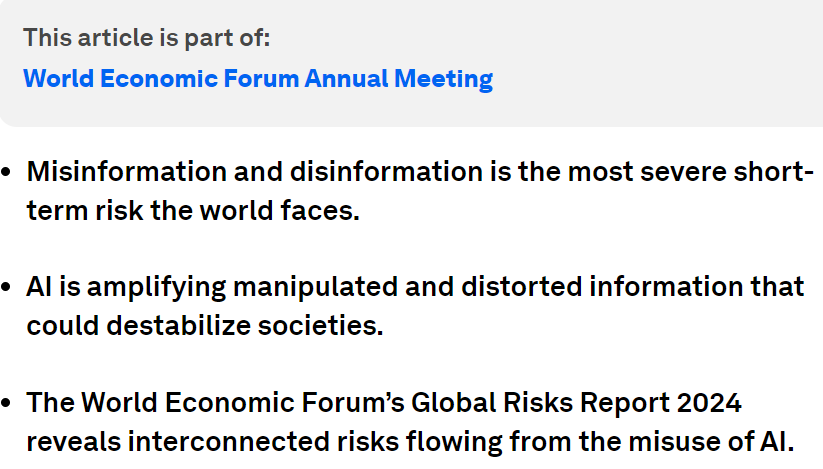 This article is part of:
World Economic Forum Annual Meeting
• Misinformation and disinformation is the most severe short-
term risk the world faces.
• AI is amplifying manipulated and distorted information that
could destabilize societies.
• The World Economic Forum’s Global Risks Report 2024
reveals interconnected risks flowing from the misuse of AI.